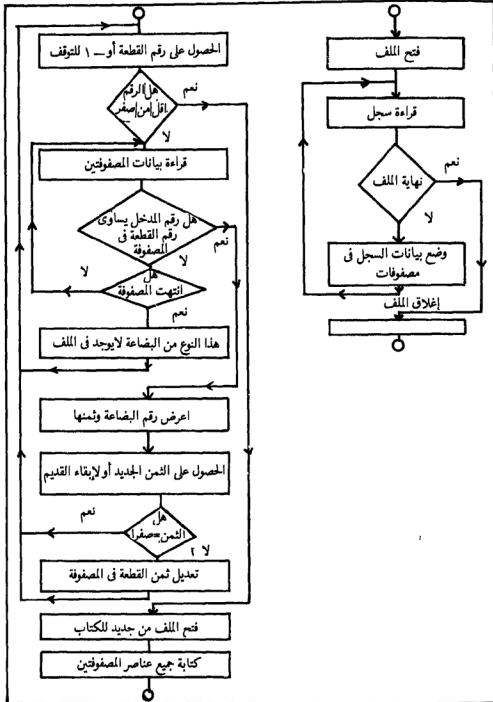 فتح الملف
قراءة سجل
نعم
نهاية الملف
لا
وضع بيانات السجل فى
مصفوفات
إغلاق الملف
الحصول على رقم القطعة أو – ١ للتوقف
نعم
هل الرقم
اقل من صفر
لا
قراءة بيانات المصفوفتين
هل رقم المدخل يساوى
رقم القطعة فى
المصفوفة
نعم
لا
لا
هل
انتهت المصفوفة
نعم
هذا النوع من البضاعة لايوجد فى الملف
اعرض رقم البضاعة وثمنها
الحصول على الثمن الجديد أو لإبقاء القديم
نعم
هل
الثمن=صفرا
لا ٢
تعديل ثمن القطعة فى المصفوفة
فتح الملف من جديد للكتاب
كتابة جميع عناصر المصفوفتين